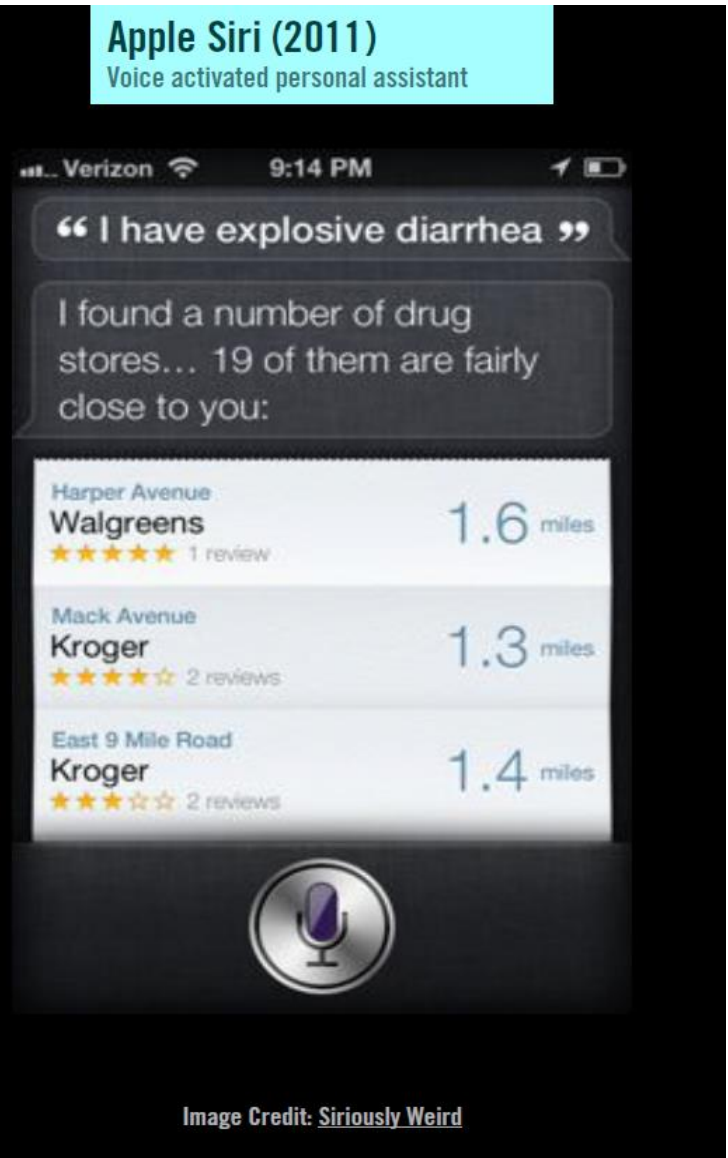 Apple Siri (2011)
Voice activated personal assistant
Verizon 9:14 PM
“ I have explosive diarrhea ”
I found a number of drug
stores... 19 of them are fairly
close to you:
Harper Avenue
Walgreens 1.6 miles
1 review
Mack Avenue
Kroger 1.3 miles
2 reviews
East 9 Mile Road
Kroger 1.4 miles
2 reviews
Image Credit: Siriously Weird